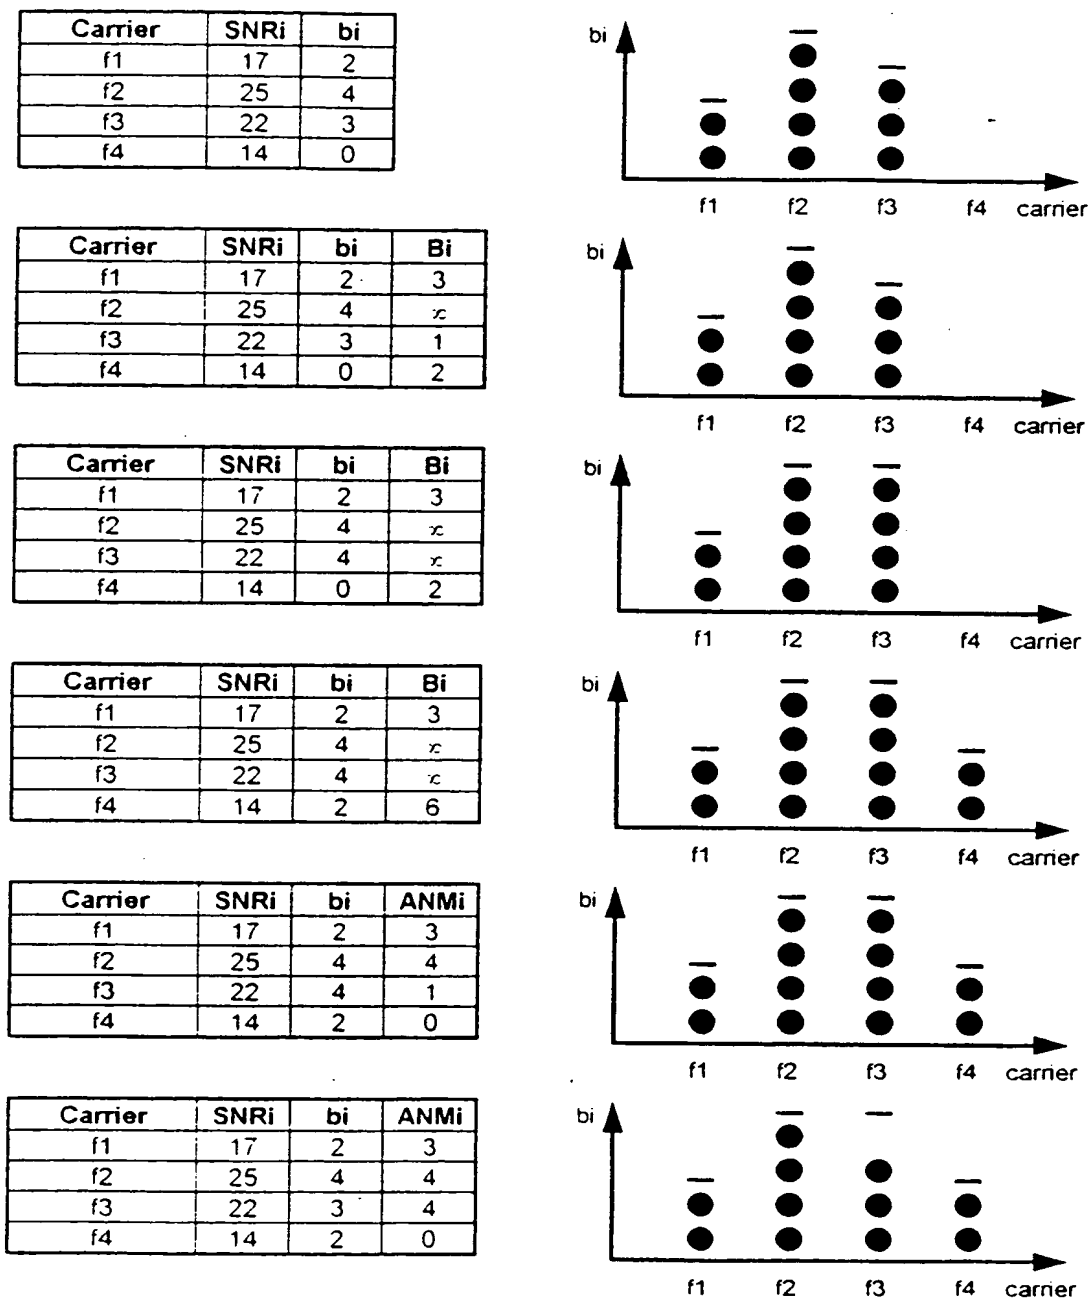 Carrier SNRi bi
f1 17 2
f2 25 4
f3 22 3
f4 14 0
bi
f1 f2 f3 f4 carrier
Carrier SNRi bi Bi
f1 17 2 3
f2 25 4 ∞
f3 22 3 1
f4 14 0 2
bi
f1 f2 f3 f4 carrier
Carrier SNRi bi Bi
f1 17 2 3
f2 25 4 ∞
f3 22 4 ∞
f4 14 0 2
bi
f1 f2 f3 f4 carrier
Carrier SNRi bi Bi
f1 17 2 3
f2 25 4 ∞
f3 22 4 ∞
f4 14 2 6
bi
f1 f2 f3 f4 carrier
Carrier SNRi bi ANMi
f1 17 2 3
f2 25 4 4
f3 22 4 1
f4 14 2 0
bi
f1 f2 f3 f4 carrier
Carrier SNRi bi ANMi
f1 17 2 3
f2 25 4 4
f3 22 3 4
f4 14 2 0
bi
f1 f2 f3 f4 carrier